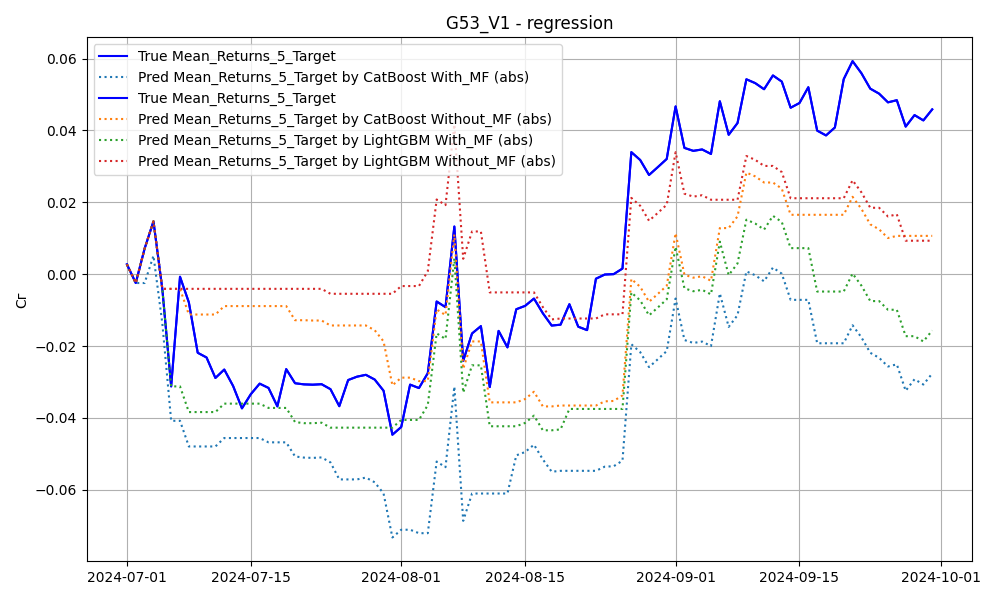 G53_V1 - regression
True Mean_Returns_5_Target
Pred Mean_Returns_5_Target by CatBoost With_MF (abs)
True Mean_Returns_5_Target
Pred Mean_Returns_5_Target by CatBoost Without_MF (abs)
Pred Mean_Returns_5_Target by LightGBM With_MF (abs)
Pred Mean_Returns_5_Target by LightGBM Without_MF (abs)
Cr
0.06
0.04
0.02
0.00
−0.02
−0.04
−0.06
2024-07-01
2024-07-15
2024-08-01
2024-08-15
2024-09-01
2024-09-15
2024-10-01